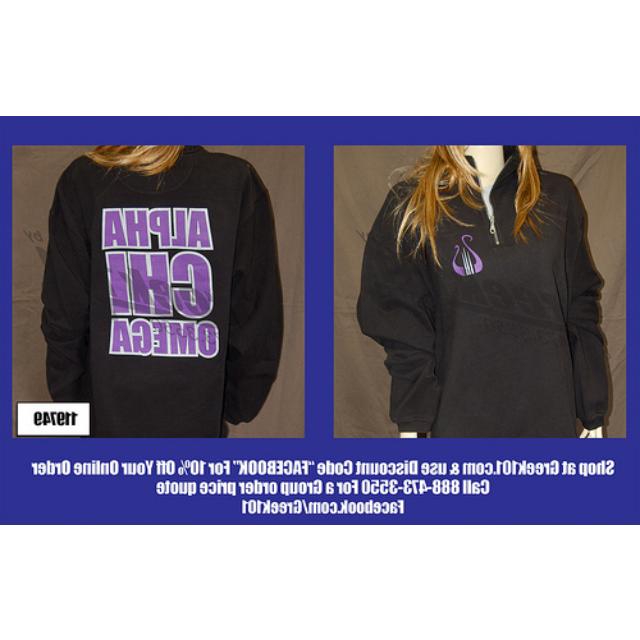 ALPHA
CHI
OMEGA
119749
Shop at Greek101.com & use Discount Code "FACEBOOK" For 10% Off Your Online Order
Call 888-473-3550 For a Group order price quote
Facebook.com/Greek101